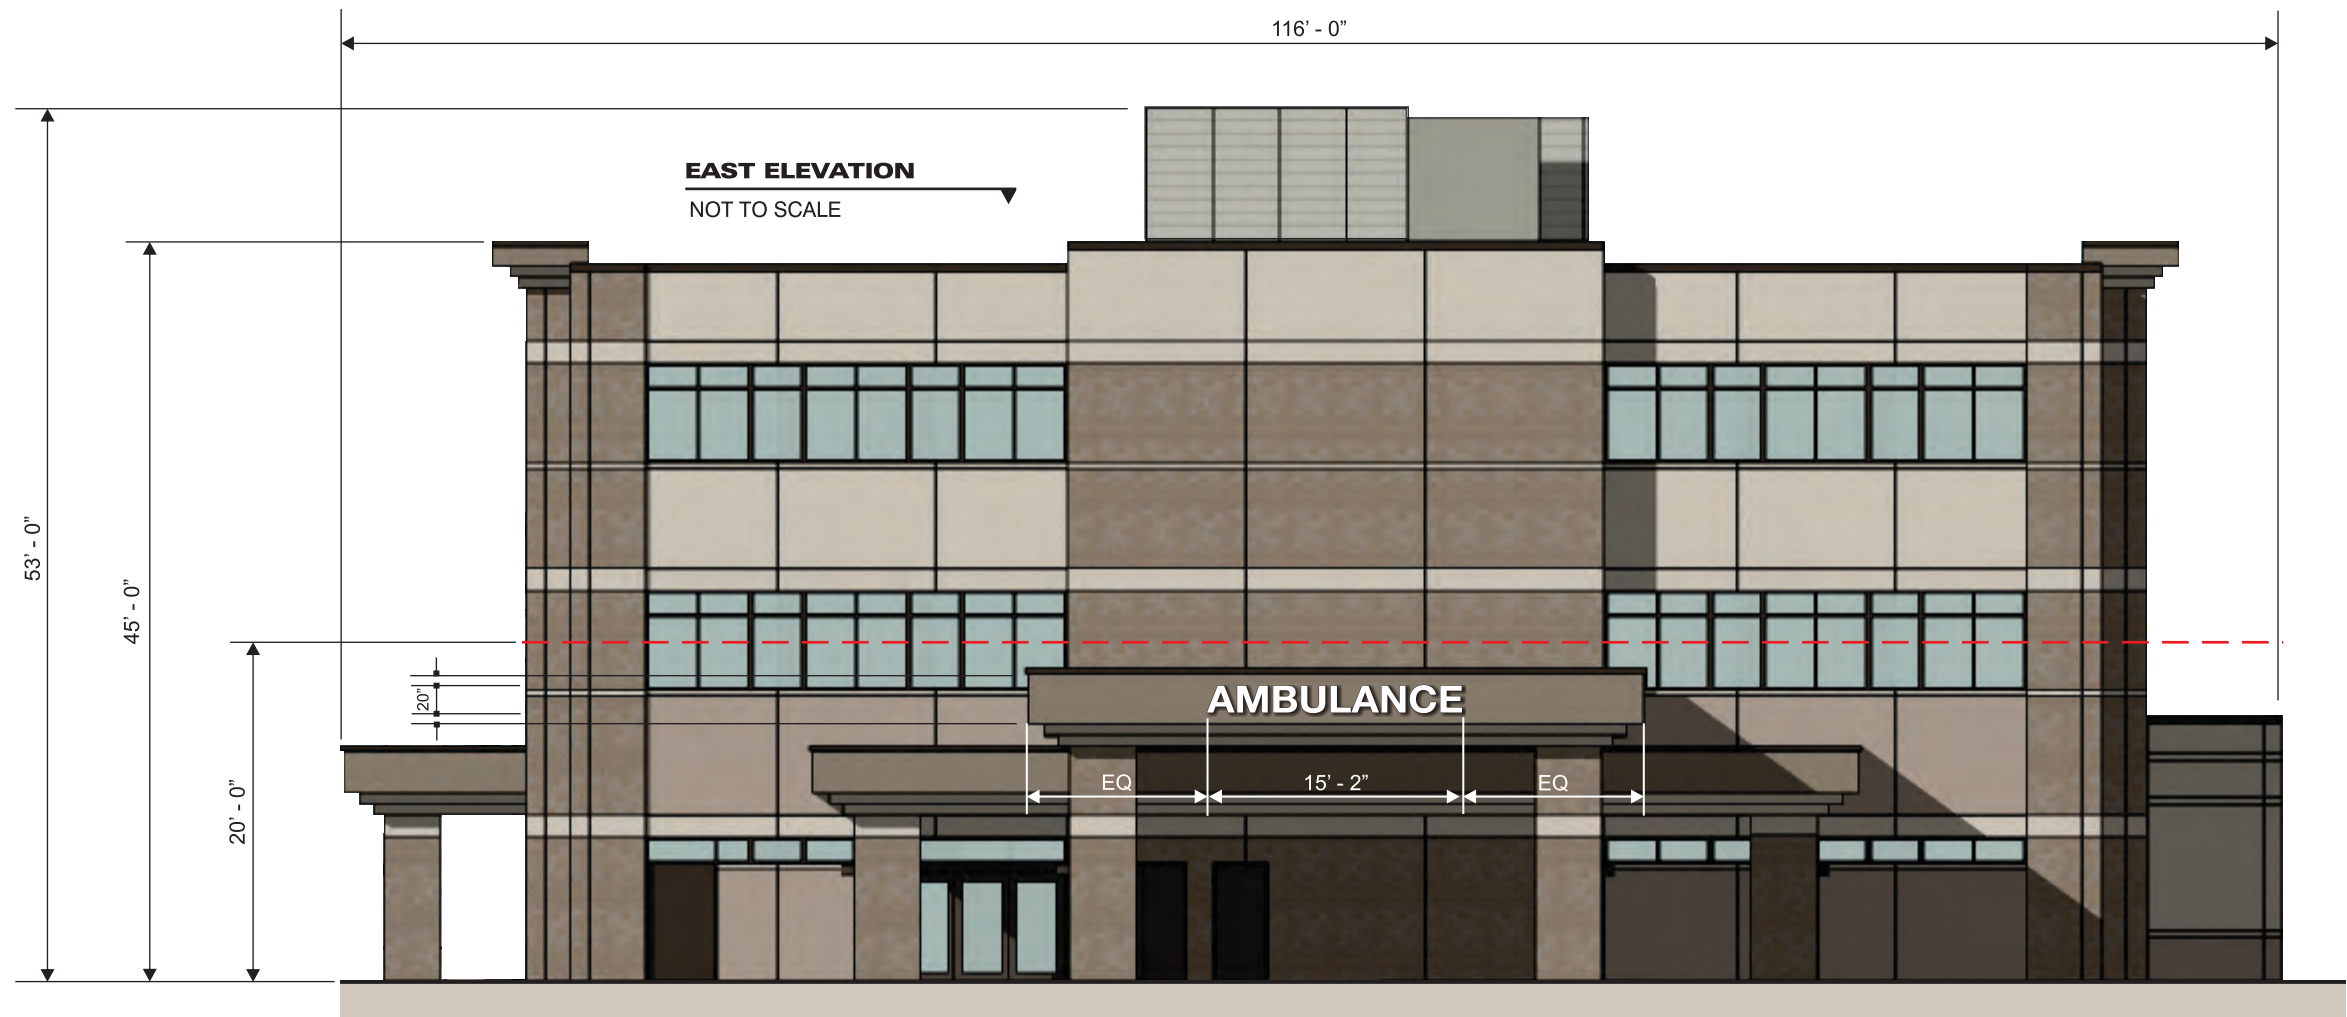 116’ - 0”
EAST ELEVATION
NOT TO SCALE
53’ - 0”
45’ - 0”
20’ - 0”
20”
AMBULANCE
EQ
15’ - 2”
EQ